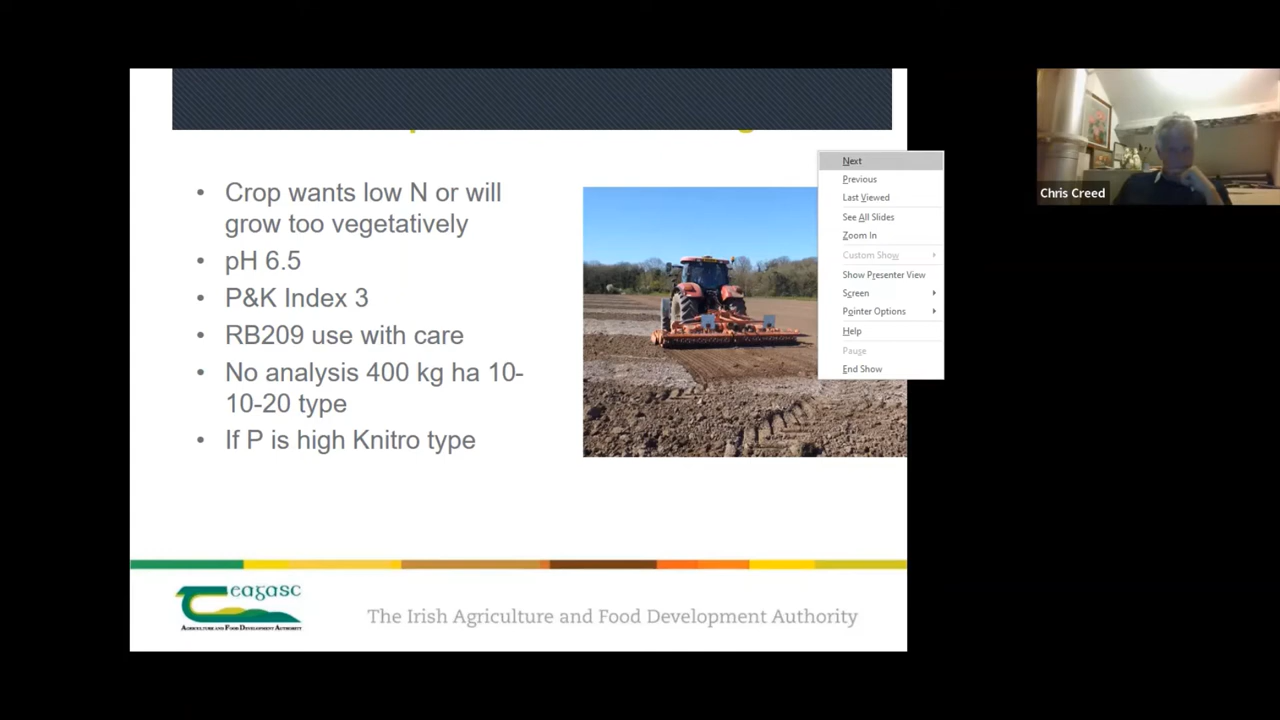 • Crop wants low N or will
grow too vegetatively
• pH 6.5
• P&K Index 3
• RB209 use with care
• No analysis 400 kg ha 10-
10-20 type
• If P is high Knitro type
Next
Previous
Last Viewed
See All Slides
Zoom In
Custom Show
Show Presenter View
Screen
Pointer Options
Help
Pause
End Show
Chris Creed
eagasc
AGRICULTURE AND FOOD DEVELOPMENT AUTHORITY
The Irish Agriculture and Food Development Authority